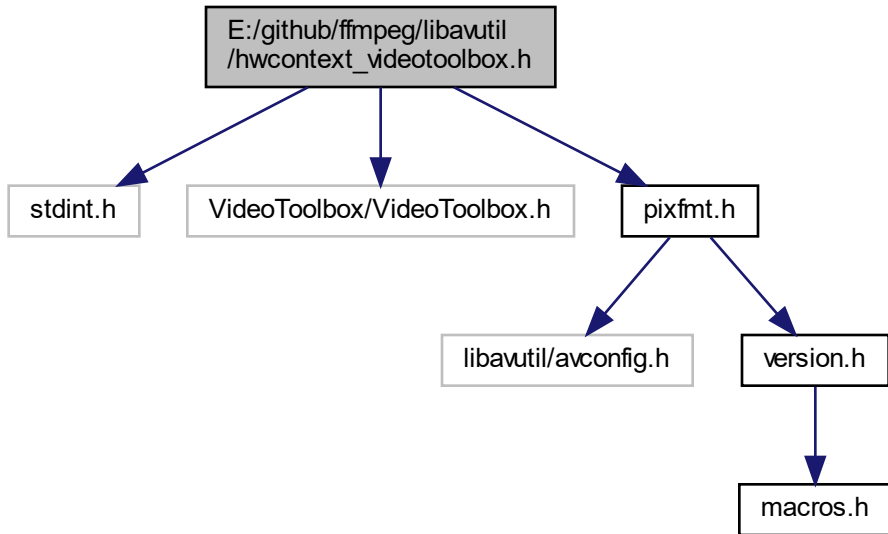 E:/github/ffmpeg/libavutil
/hwcontext_videotoolbox.h
stdint.h
VideoToolbox/VideoToolbox.h
pixfmt.h
libavutil/avconfig.h
version.h
macros.h